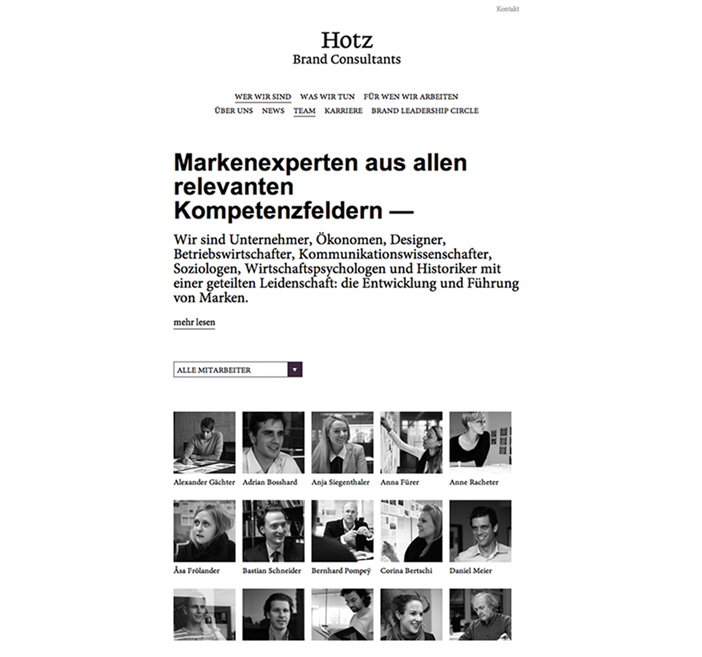 Kontakt
Hotz
Brand Consultants
WER WIR SIND WAS WIR TUN FÜR WEN WIR ARBEITEN
ÜBER UNS NEWS TEAM KARRIERE BRAND LEADERSHIP CIRCLE
Markenexperten aus allen
relevanten
Kompetenzfeldern —
Wir sind Unternehmer, Ökonomen, Designer,
Betriebswirtschafter, Kommunikationswissenschafter,
Soziologen, Wirtschaftspsychologen und Historiker mit
einer geteilten Leidenschaft: die Entwicklung und Führung
von Marken.
mehr lesen
ALLE MITARBEITER
Alexander Gächter Adrian Bosshard Anja Siegenthaler Anna Fürer Anne Racheter
Åsa Frölander Bastian Schneider Bernhard Pompeÿ Corina Bertschi Daniel Meier